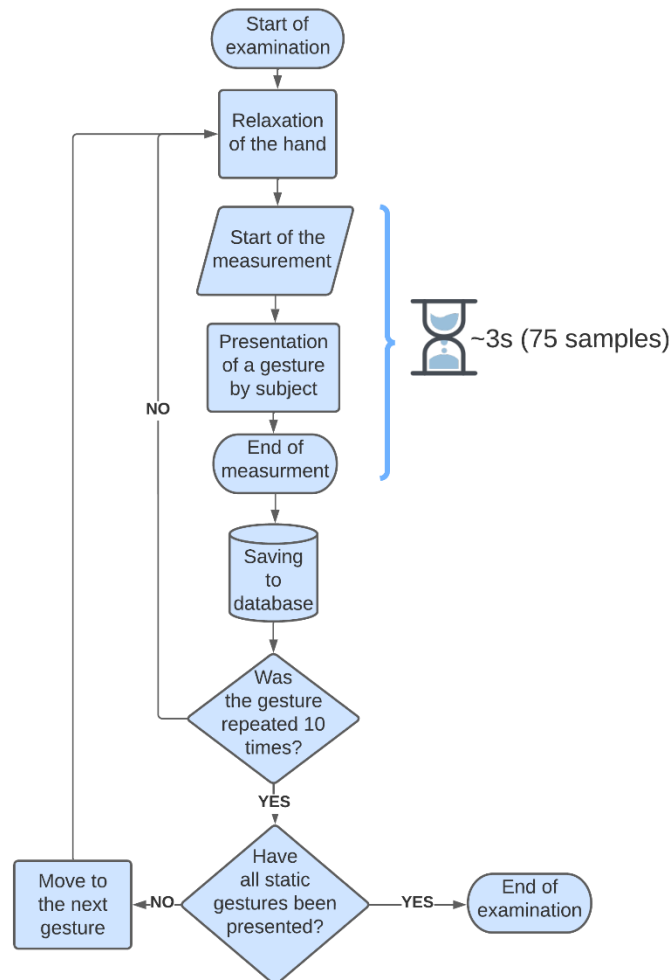 Start of
examination
Relaxation
of the hand
Start of the
measurement
~3s (75 samples)
Presentation
of a gesture
by subject
NO
End of
measurment
Saving
to
database
Was
the gesture
repeated 10
times?
YES
Have
all static
gestures been
presented?
NO
Move to
the next
gesture
YES
End of
examination